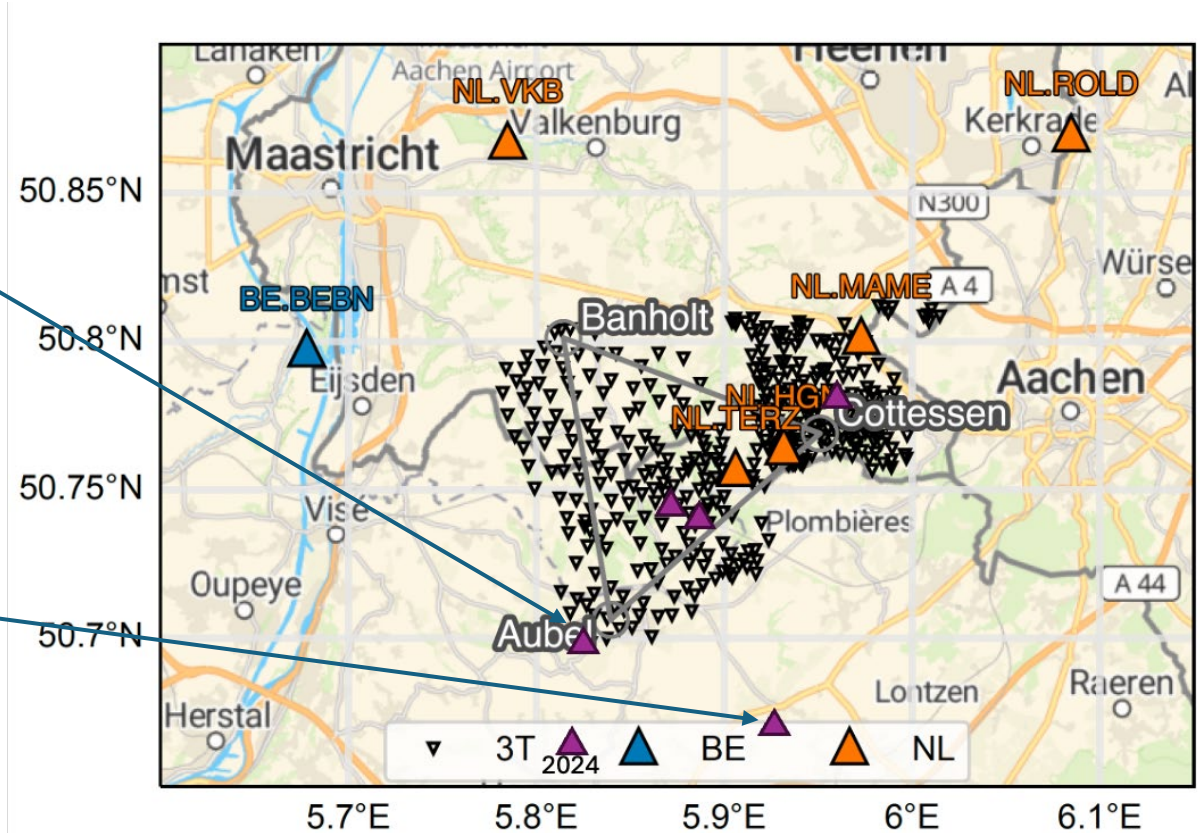 Lanaken
Heerlen
Aachen Airport
NL.VKB
NL.ROLD
Valkenburg
Kerkrade
Maastricht
50.85°N
N300
Würse
mst
BE.BEBN
NL.MAME
A 4
Banholt
50.8°N
Eijsden
Aachen
NL.HGN
NL.TERZ
Cottessen
50.75°N
Visé
Plombières
Oupeye
A 44
50.7°N
Aubel
Lontzen
Raeren
Herstal
3T
2024
BE
NL
5.7°E
5.8°E
5.9°E
6°E
6.1°E